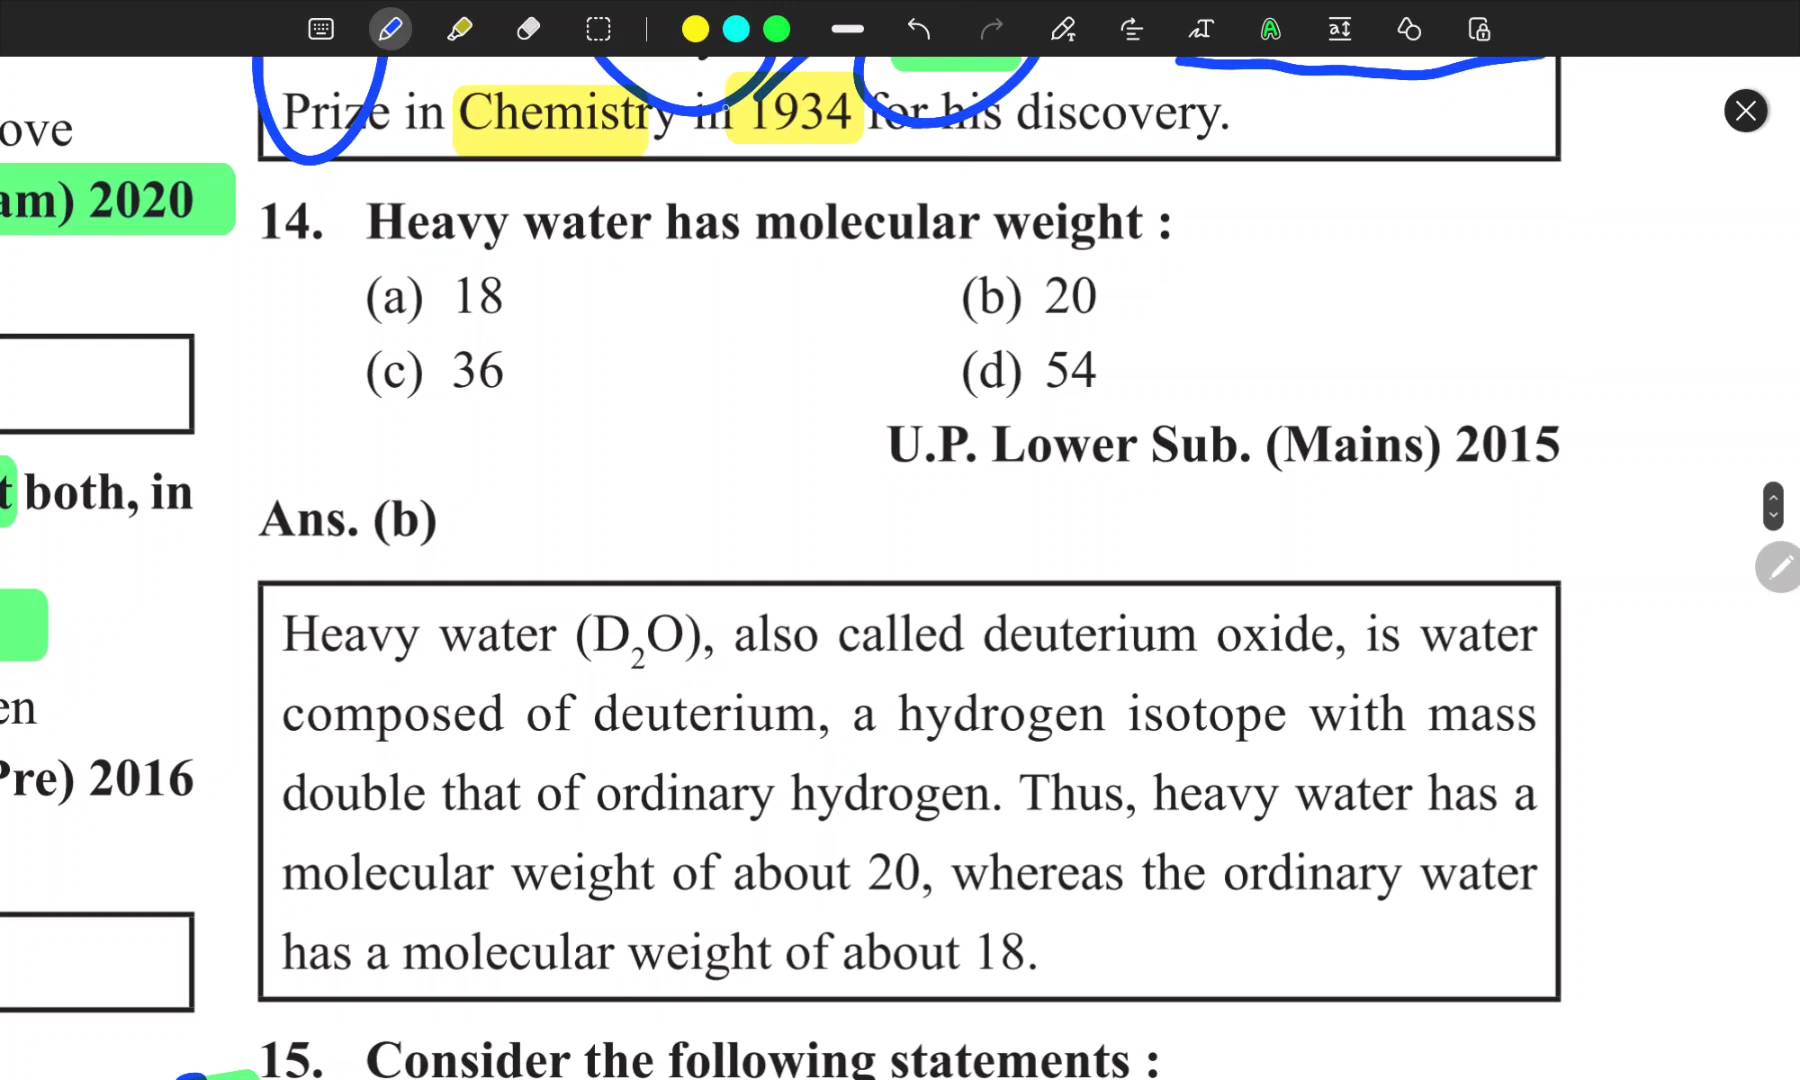 Prize in Chemistry in 1934 for his discovery.
ove
am) 2020
14. Heavy water has molecular weight :
(a) 18 (b) 20
(c) 36 (d) 54
U.P. Lower Sub. (Mains) 2015
t both, in
Ans. (b)
Heavy water (D₂O), also called deuterium oxide, is water
composed of deuterium, a hydrogen isotope with mass
en
Pre) 2016
double that of ordinary hydrogen. Thus, heavy water has a
molecular weight of about 20, whereas the ordinary water
has a molecular weight of about 18.
15. Consider the following statements :